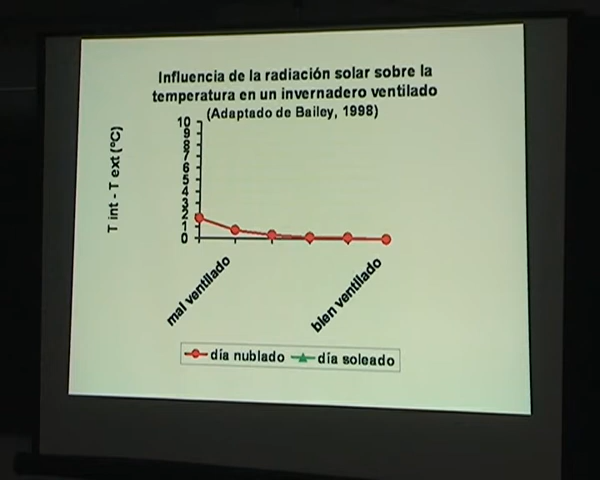 Influencia de la radiación solar sobre la
temperatura en un invernadero ventilado
(Adaptado de Bailey, 1998)
T int - T ext (ºC)
10
9
8
7
6
5
4
3
2
1
0
mal ventilado
bien ventilado
día nublado
día soleado